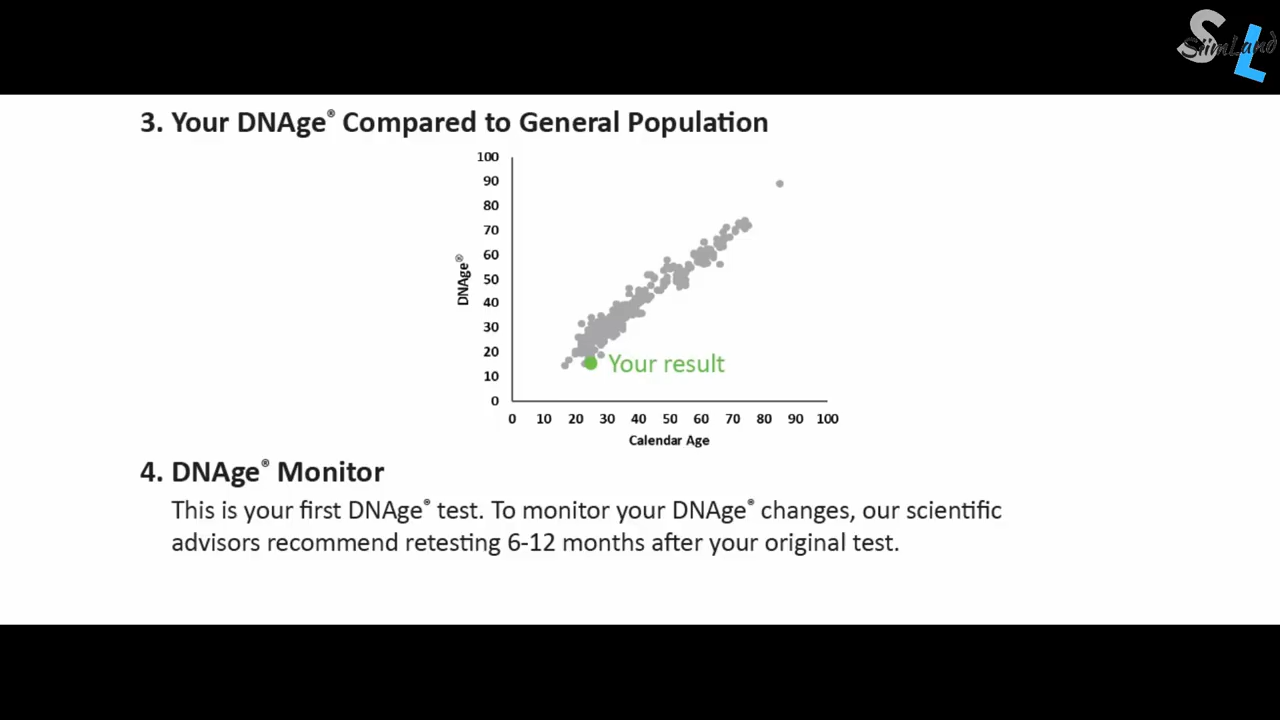 SiimLand
3. Your DNAge® Compared to General Population
100
90
80
70
60
50
40
30
20
10
0
DNAge®
Your result
0 10 20 30 40 50 60 70 80 90 100
Calendar Age
4. DNAge® Monitor
This is your first DNAge® test. To monitor your DNAge® changes, our scientific
advisors recommend retesting 6-12 months after your original test.